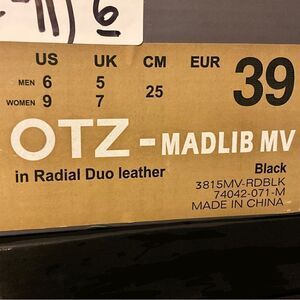 6
US UK CM EUR 39
MEN 6 5 25
WOMEN 9 7
OTZ - MADLIB MV
in Radial Duo leather Black
3815MV-RDBLK
74042-071-M
MADE IN CHINA